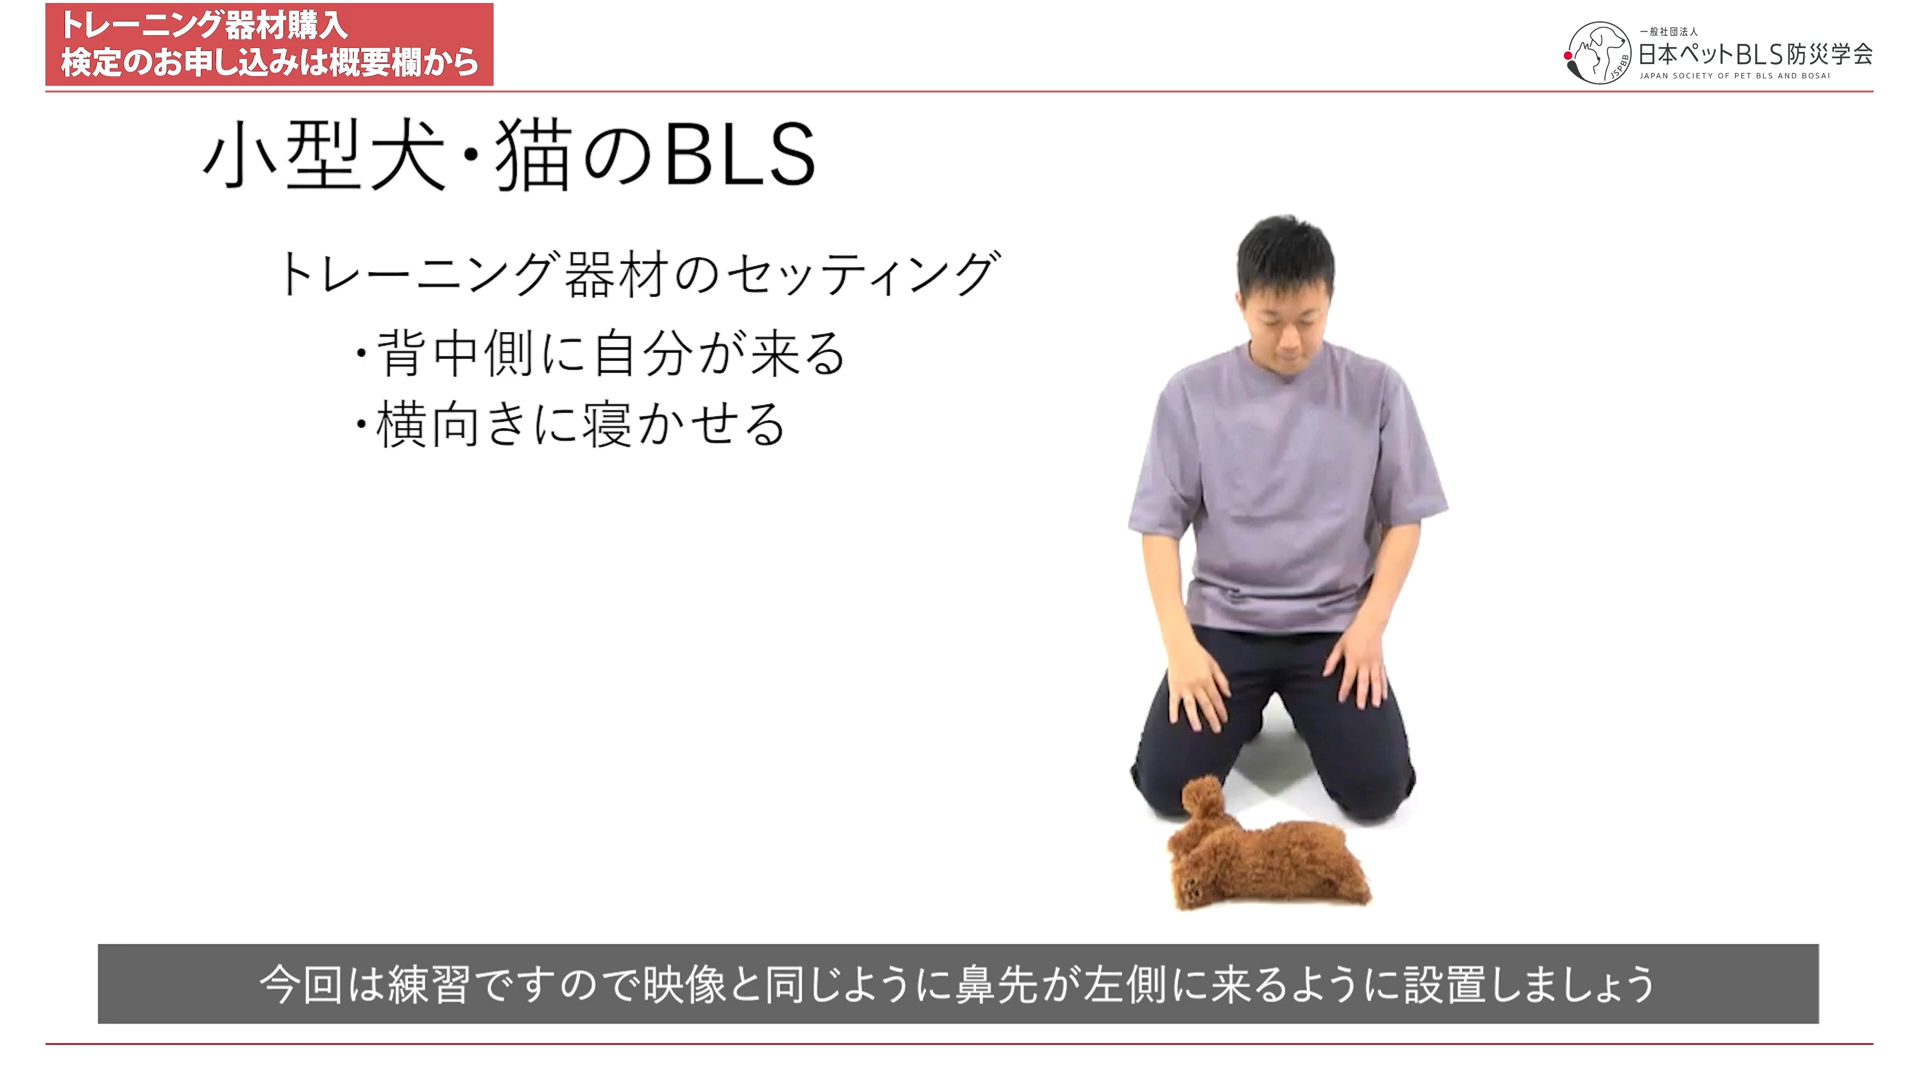 トレーニング器材購入
検定のお申し込みは概要欄から
一般社団法人
日本ペットBLS防災学会
JAPAN SOCIETY OF PET BLS AND BOSAI
JSPBB
小型犬・猫のBLS
トレーニング器材のセッティング
・背中側に自分が来る
・横向きに寝かせる
今回は練習ですので映像と同じように鼻先が左側に来るように設置しましょう